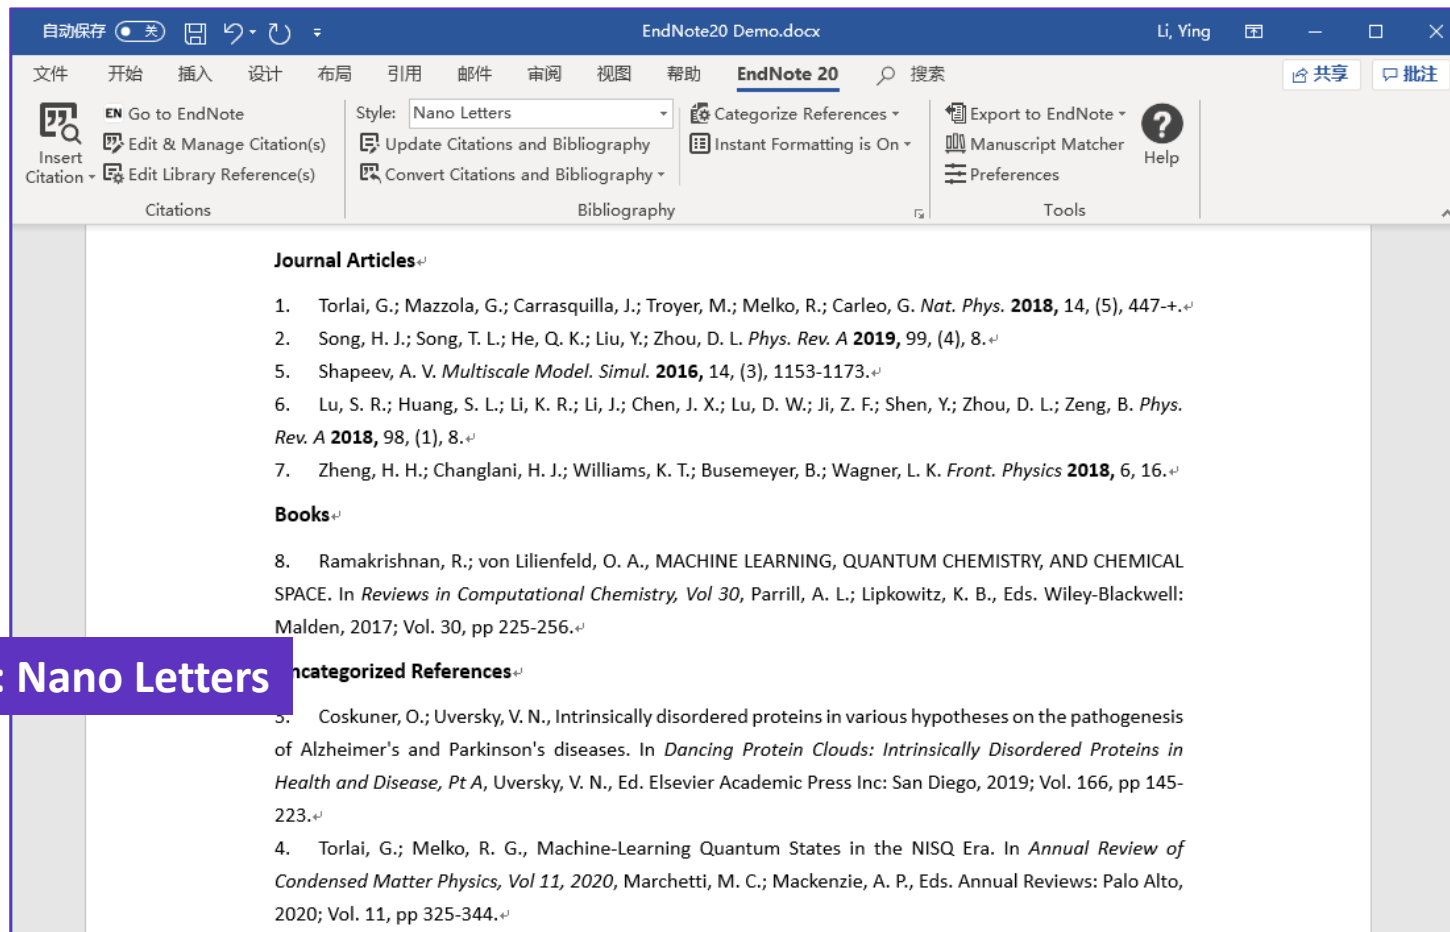 自动保存 关 EndNote20 Demo.docx Li, Ying
文件 开始 插入 设计 布局 引用 邮件 审阅 视图 帮助 EndNote 20 搜索 共享 批注
Insert Citation
EN Go to EndNote
Edit & Manage Citation(s)
Edit Library Reference(s)
Citations
Style: Nano Letters
Update Citations and Bibliography
Convert Citations and Bibliography
Categorize References
Instant Formatting is On
Bibliography
Export to EndNote
Manuscript Matcher
Preferences
Help
Tools
Journal Articles
1. Torlai, G.; Mazzola, G.; Carrasquilla, J.; Troyer, M.; Melko, R.; Carleo, G. Nat. Phys. 2018, 14, (5), 447-+.
2. Song, H. J.; Song, T. L.; He, Q. K.; Liu, Y.; Zhou, D. L. Phys. Rev. A 2019, 99, (4), 8.
5. Shapeev, A. V. Multiscale Model. Simul. 2016, 14, (3), 1153-1173.
6. Lu, S. R.; Huang, S. L.; Li, K. R.; Li, J.; Chen, J. X.; Lu, D. W.; Ji, Z. F.; Shen, Y.; Zhou, D. L.; Zeng, B. Phys.
Rev. A 2018, 98, (1), 8.
7. Zheng, H. H.; Changlani, H. J.; Williams, K. T.; Busemeyer, B.; Wagner, L. K. Front. Physics 2018, 6, 16.
Books
8. Ramakrishnan, R.; von Lilienfeld, O. A., MACHINE LEARNING, QUANTUM CHEMISTRY, AND CHEMICAL
SPACE. In Reviews in Computational Chemistry, Vol 30, Parrill, A. L.; Lipkowitz, K. B., Eds. Wiley-Blackwell:
Malden, 2017; Vol. 30, pp 225-256.
: Nano Letters
ncategorized References
3. Coskuner, O.; Uversky, V. N., Intrinsically disordered proteins in various hypotheses on the pathogenesis
of Alzheimer's and Parkinson's diseases. In Dancing Protein Clouds: Intrinsically Disordered Proteins in
Health and Disease, Pt A, Uversky, V. N., Ed. Elsevier Academic Press Inc: San Diego, 2019; Vol. 166, pp 145-
223.
4. Torlai, G.; Melko, R. G., Machine-Learning Quantum States in the NISQ Era. In Annual Review of
Condensed Matter Physics, Vol 11, 2020, Marchetti, M. C.; Mackenzie, A. P., Eds. Annual Reviews: Palo Alto,
2020; Vol. 11, pp 325-344.